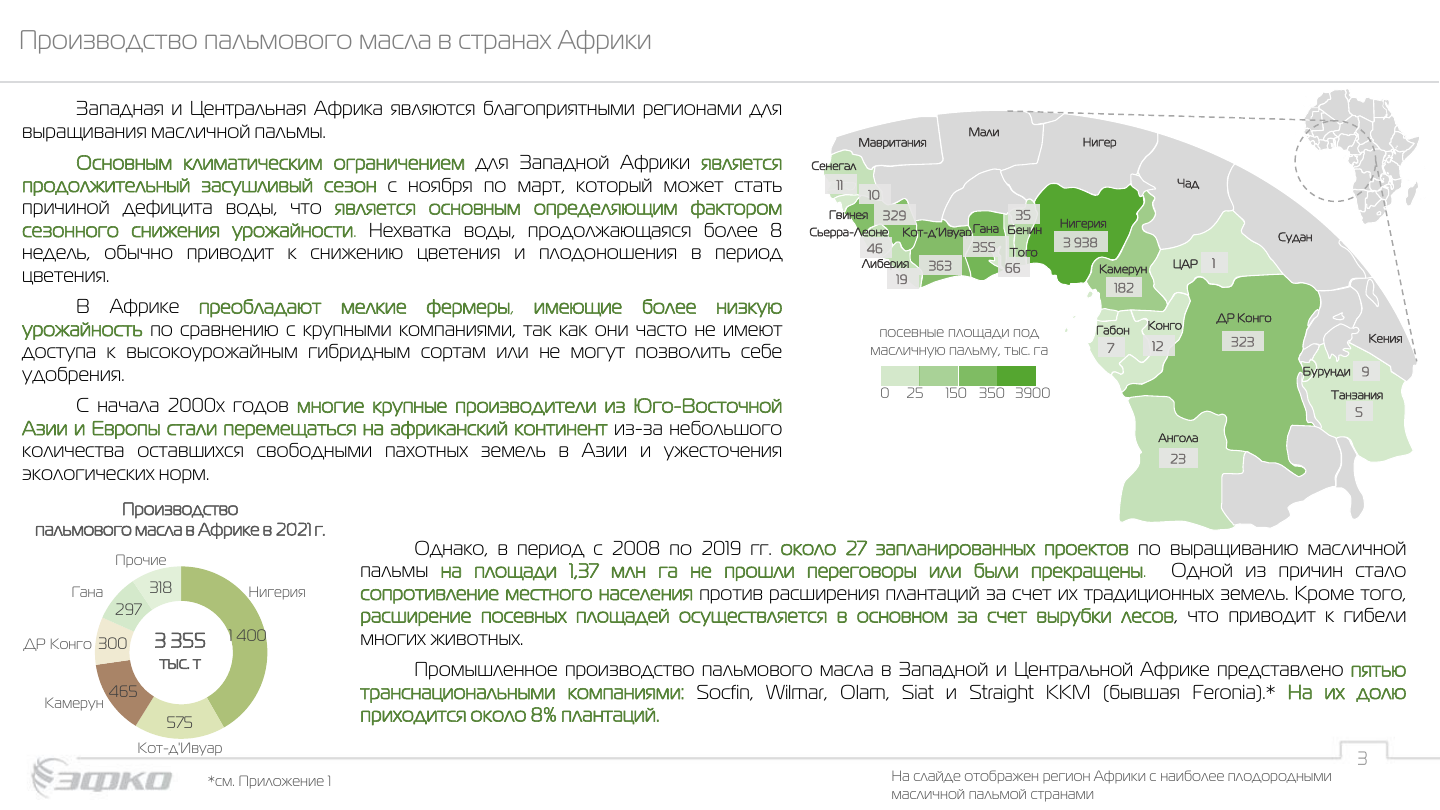 Производство пальмового масла в странах Африки
Западная и Центральная Африка являются благоприятными регионами для
выращивания масличной пальмы.
Основным климатическим ограничением для Западной Африки является
продолжительный засушливый сезон с ноября по март, который может стать
причиной дефицита воды, что является основным определяющим фактором
сезонного снижения урожайности. Нехватка воды, продолжающаяся более 8
недель, обычно приводит к снижению цветения и плодоношения в период
цветения.
В Африке преобладают мелкие фермеры, имеющие более низкую
урожайность по сравнению с крупными компаниями, так как они часто не имеют
доступа к высокоурожайным гибридным сортам или не могут позволить себе
удобрения.
С начала 2000х годов многие крупные производители из Юго-Восточной
Азии и Европы стали перемещаться на африканский континент из-за небольшого
количества оставшихся свободными пахотных земель в Азии и ужесточения
экологических норм.
Мавритания
Мали
Нигер
Чад
Судан
Сенегал
11
10
Гвинея
329
Сьерра-Леоне
46
Либерия
19
Кот-д'Ивуар
363
Гана
355
35
Бенин
Того
66
Нигерия
3 938
Камерун
182
ЦАР
1
Габон
7
Конго
12
ДР Конго
323
Кения
Бурунди
9
Танзания
5
Ангола
23
посевные площади под
масличную пальму, тыс. га
0 25 150 350 3900
Производство
пальмового масла в Африке в 2021 г.
Прочие
318
Гана
297
Нигерия
1 400
ДР Конго
300
3 355
тыс. т
Камерун
465
575
Кот-д'Ивуар
Однако, в период с 2008 по 2019 гг. около 27 запланированных проектов по выращиванию масличной
пальмы на площади 1,37 млн га не прошли переговоры или были прекращены. Одной из причин стало
сопротивление местного населения против расширения плантаций за счет их традиционных земель. Кроме того,
расширение посевных площадей осуществляется в основном за счет вырубки лесов, что приводит к гибели
многих животных.
Промышленное производство пальмового масла в Западной и Центральной Африке представлено пятью
транснациональными компаниями: Socfin, Wilmar, Olam, Siat и Straight KKM (бывшая Feronia).* На их долю
приходится около 8% плантаций.
ЭФКО
*см. Приложение 1
На слайде отображен регион Африки с наиболее плодородными
масличной пальмой странами
3